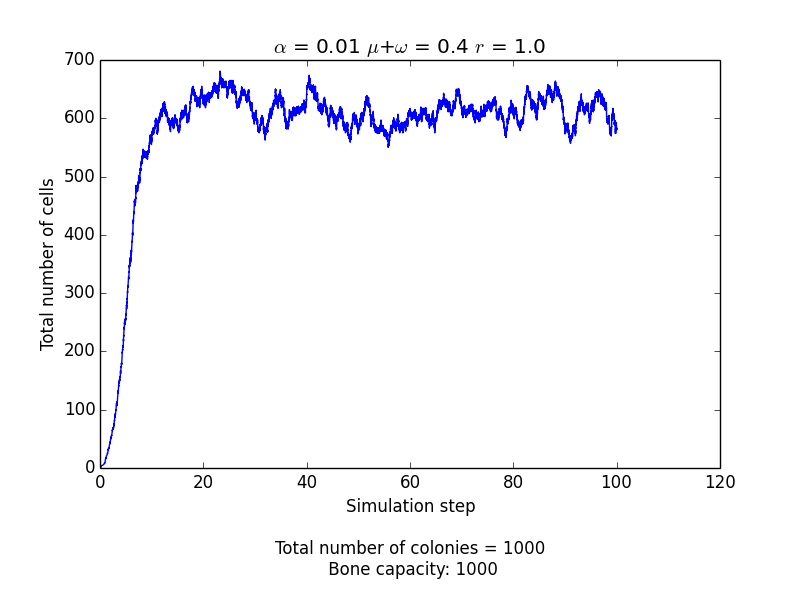 α = 0.01 μ+ω = 0.4 r = 1.0
700
600
500
400
300
200
100
0
Total number of cells
0 20 40 60 80 100 120
Simulation step
Total number of colonies = 1000
Bone capacity: 1000